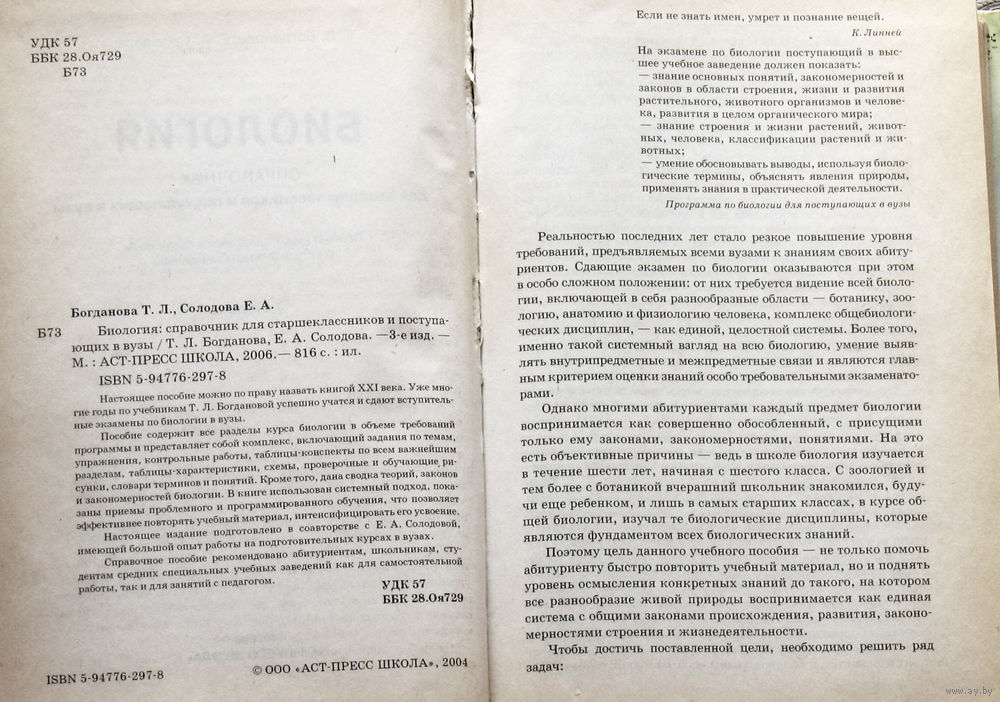 УДК 57
ББК 28.Оя729
Б73
Богданова Т. Л., Солодова Е. А.
Б73
Биология: справочник для старшеклассников и поступа-
ющих в вузы / Т. Л. Богданова, Е. А. Солодова. —3-е изд. —
М. : АСТ-ПРЕСС ШКОЛА, 2006.— 816 с. : ил.
ISBN 5-94776-297-8
Настоящее пособие можно по праву назвать книгой XXI века. Уже мно-
гие годы по учебникам Т. Л. Богдановой успешно учатся и сдают вступитель-
ные экзамены по биологии в вузы.
Пособие содержит все разделы курса биологии в объеме требований
программы и представляет собой комплекс, включающий задания по темам,
упражнения, контрольные работы, таблицы-конспекты по всем важнейшим
разделам, таблицы-характеристики, схемы, проверочные и обучающие ри-
сунки, словари терминов и понятий. Кроме того, дана сводка теорий, законов
и закономерностей биологии. В книге использован системный подход, пока-
заны приемы проблемного и программированного обучения, что позволяет
эффективнее повторять учебный материал, интенсифицировать его усвоение.
Настоящее издание подготовлено в соавторстве с Е. А. Солодовой,
имеющей большой опыт работы на подготовительных курсах в вузах.
Справочное пособие рекомендовано абитуриентам, школьникам, сту-
дентам средних специальных учебных заведений как для самостоятельной
работы, так и для занятий с педагогом.
УДК 57
ББК 28.Оя729
ISBN 5-94776-297-8
© ООО «АСТ-ПРЕСС ШКОЛА», 2004
Если не знать имен, умрет и познание вещей.
К. Линней
На экзамене по биологии поступающий в выс-
шее учебное заведение должен показать:
— знание основных понятий, закономерностей и
законов в области строения, жизни и развития
растительного, животного организмов и челове-
ка, развития в целом органического мира;
— знание строения и жизни растений, живот-
ных, человека, классификации растений и жи-
вотных;
— умение обосновывать выводы, используя биоло-
гические термины, объяснять явления природы,
применять знания в практической деятельности.
Программа по биологии для поступающих в вузы
Реальностью последних лет стало резкое повышение уровня
требований, предъявляемых всеми вузами к знаниям своих абиту-
риентов. Сдающие экзамен по биологии оказываются при этом
в особо сложном положении: от них требуется видение всей биоло-
гии, включающей в себя разнообразные области — ботанику, зоо-
логию, анатомию и физиологию человека, комплекс общебиологи-
ческих дисциплин, — как единой, целостной системы. Более того,
именно такой системный взгляд на всю биологию, умение выяв-
лять внутрипредметные и межпредметные связи и являются глав-
ным критерием оценки знаний особо требовательными экзаменато-
рами.
Однако многими абитуриентами каждый предмет биологии
воспринимается как совершенно обособленный, с присущими
только ему законами, закономерностями, понятиями. На это
есть объективные причины — ведь в школе биология изучается
в течение шести лет, начиная с шестого класса. С зоологией и
тем более с ботаникой вчерашний школьник знакомился, буду-
чи еще ребенком, и лишь в самых старших классах, в курсе об-
щей биологии, изучал те биологические дисциплины, которые
являются фундаментом всех биологических знаний.
Поэтому цель данного учебного пособия — не только помочь
абитуриенту быстро повторить учебный материал, но и поднять
уровень осмысления конкретных знаний до такого, на котором
все разнообразие живой природы воспринимается как единая
система с общими законами происхождения, развития, законо-
мерностями строения и жизнедеятельности.
Чтобы достичь поставленной цели, необходимо решить ряд
задач:
www.ay.by